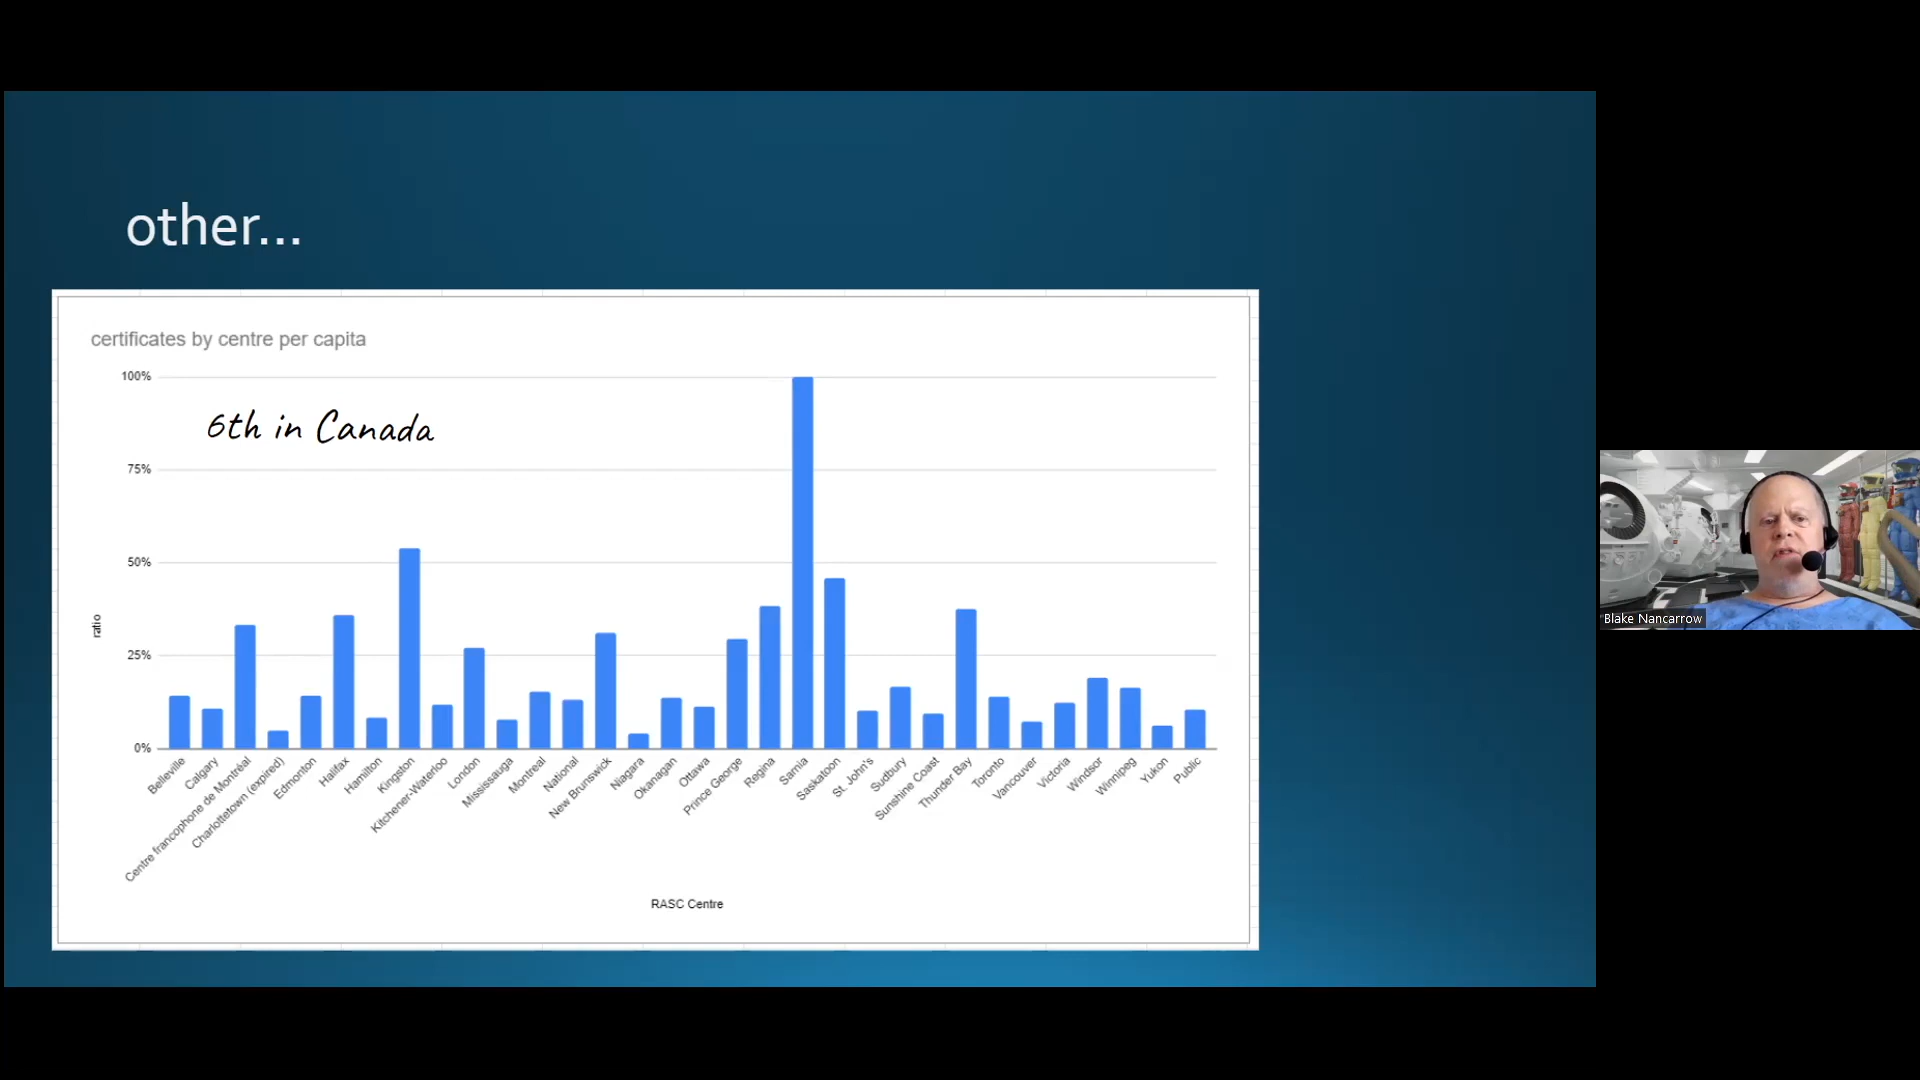 other...
certificates by centre per capita
100%
6th in Canada
75%
50%
25%
0%
ratio
Belleville
Calgary
Centre francophone de Montréal
Charlottetown (expired)
Edmonton
Halifax
Hamilton
Kingston
Kitchener-Waterloo
London
Mississauga
Montreal
National
New Brunswick
Niagara
Okanagan
Ottawa
Prince George
Regina
Sarnia
Saskatoon
St. John's
Sudbury
Sunshine Coast
Thunder Bay
Toronto
Vancouver
Victoria
Windsor
Winnipeg
Yukon
Public
RASC Centre
Blake Nancarrow